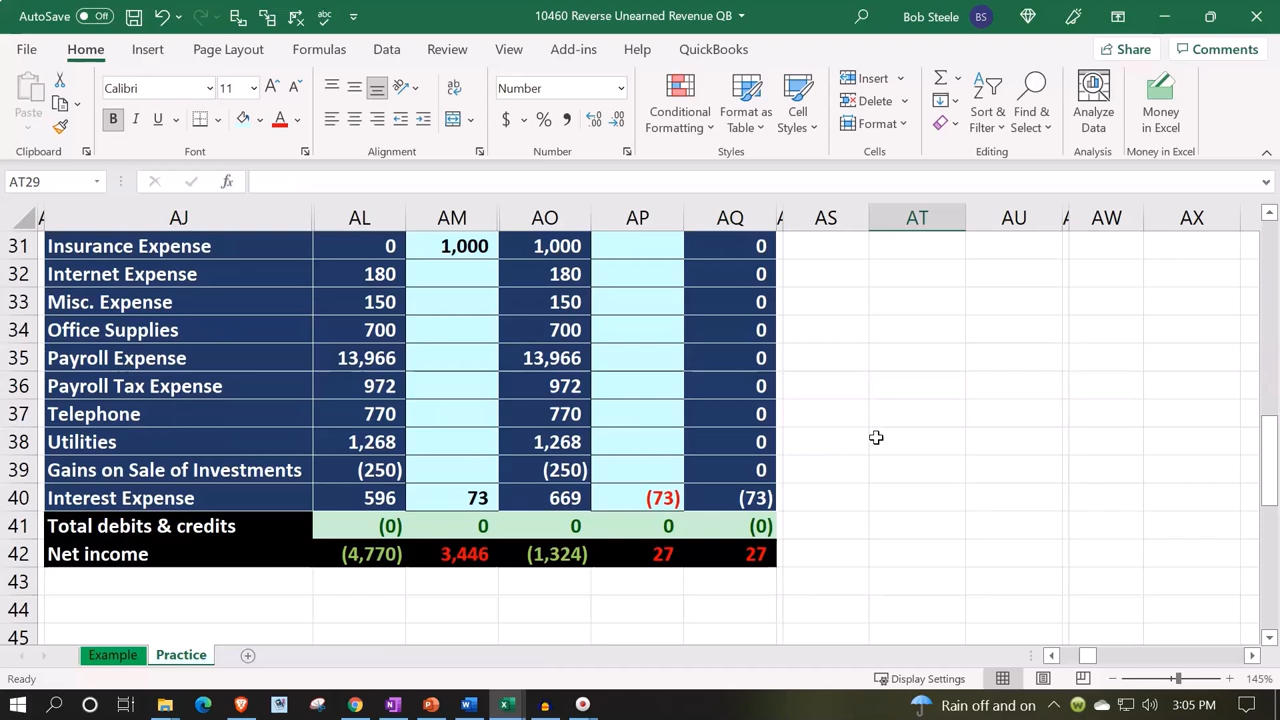 AutoSave Off 10460 Reverse Unearned Revenue QB Bob Steele BS
File Home Insert Page Layout Formulas Data Review View Add-ins Help QuickBooks Share Comments
Paste Calibri 11 Number Conditional Formatting Format as Table Cell Styles Insert Delete Format Sort & Filter Find & Select Analyze Data Money in Excel
Clipboard Font Alignment Number Styles Cells Editing Analysis Money in Excel
AT29 fx
AJ AL AM AO AP AQ AS AT AU AW AX
31 Insurance Expense 0 1,000 1,000 0
32 Internet Expense 180 180 0
33 Misc. Expense 150 150 0
34 Office Supplies 700 700 0
35 Payroll Expense 13,966 13,966 0
36 Payroll Tax Expense 972 972 0
37 Telephone 770 770 0
38 Utilities 1,268 1,268 0
39 Gains on Sale of Investments (250) (250) 0
40 Interest Expense 596 73 669 (73) (73)
41 Total debits & credits (0) 0 0 0 (0)
42 Net income (4,770) 3,446 (1,324) 27 27
43
44
45
Example Practice
Ready Display Settings 145%
Rain off and on 3:05 PM